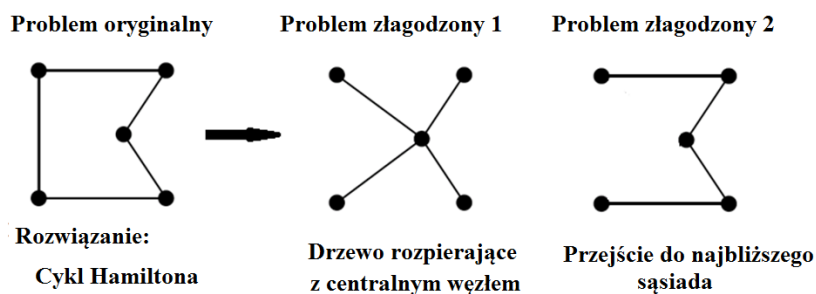 Problem oryginalny
Problem złagodzony 1
Problem złagodzony 2
Rozwiązanie:
Cykl Hamiltona
Drzewo rozpierające
z centralnym węzłem
Przejście do najbliższego
sąsiada